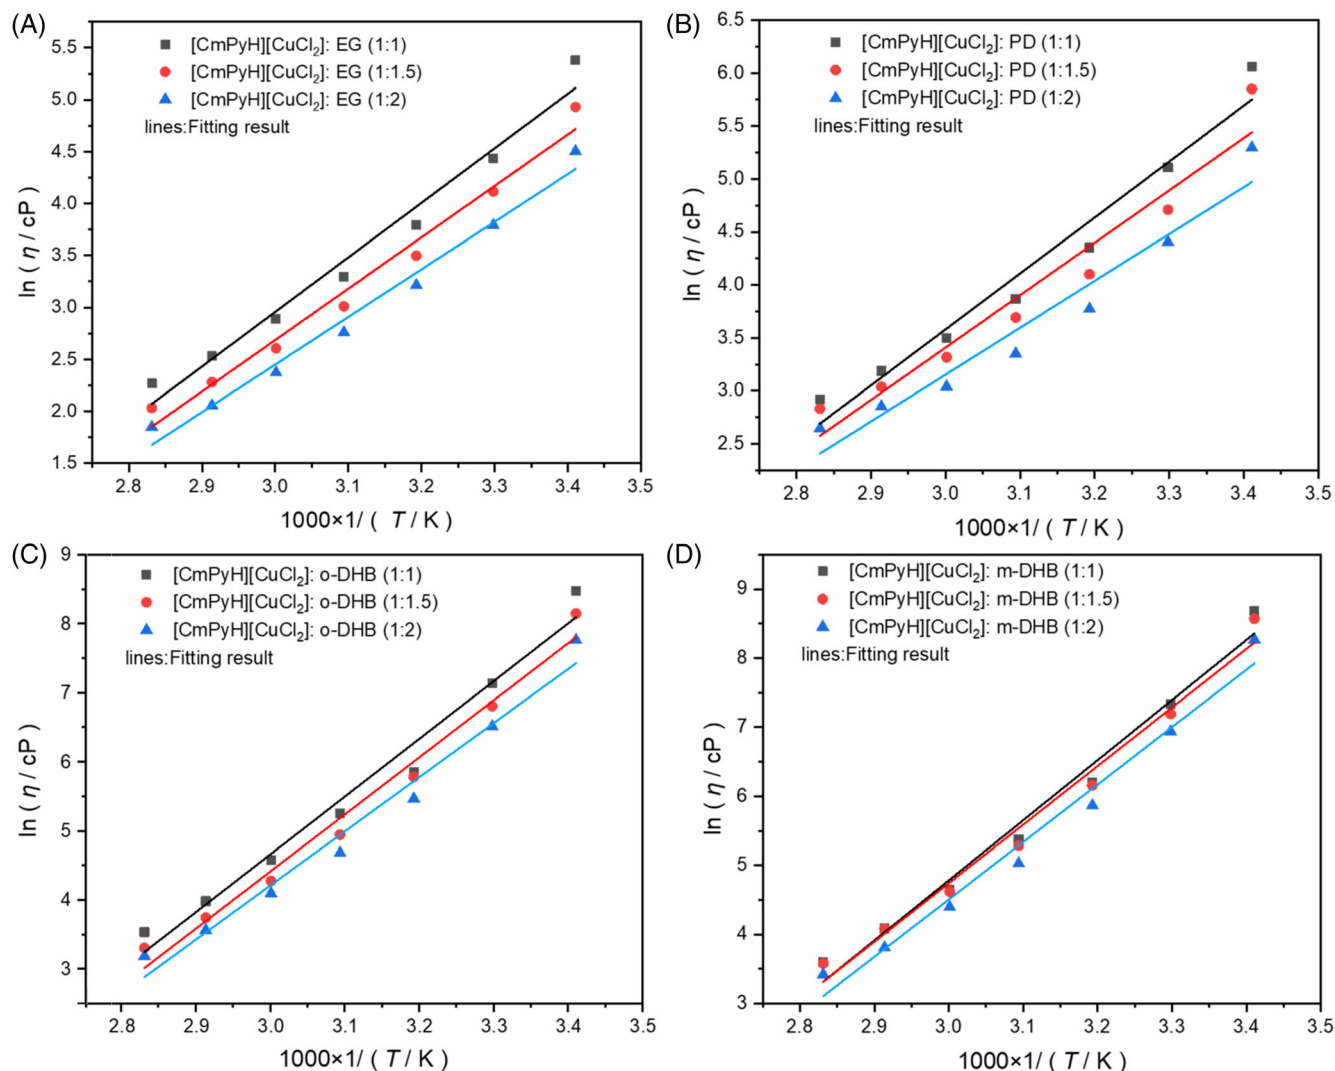 (A)
[CmPyH][CuCl₂]: EG (1:1)
[CmPyH][CuCl₂]: EG (1:1.5)
[CmPyH][CuCl₂]: EG (1:2)
lines:Fitting result
5.5
5.0
4.5
4.0
3.5
3.0
2.5
2.0
1.5
ln ( η / cP )
2.8 2.9 3.0 3.1 3.2 3.3 3.4 3.5
1000×1/ ( T / K )
(B)
[CmPyH][CuCl₂]: PD (1:1)
[CmPyH][CuCl₂]: PD (1:1.5)
[CmPyH][CuCl₂]: PD (1:2)
lines:Fitting result
6.5
6.0
5.5
5.0
4.5
4.0
3.5
3.0
2.5
ln ( η / cP )
2.8 2.9 3.0 3.1 3.2 3.3 3.4 3.5
1000×1/ ( T / K )
(C)
[CmPyH][CuCl₂]: o-DHB (1:1)
[CmPyH][CuCl₂]: o-DHB (1:1.5)
[CmPyH][CuCl₂]: o-DHB (1:2)
lines:Fitting result
9
8
7
6
5
4
3
ln ( η / cP )
2.8 2.9 3.0 3.1 3.2 3.3 3.4 3.5
1000×1/ ( T / K )
(D)
[CmPyH][CuCl₂]: m-DHB (1:1)
[CmPyH][CuCl₂]: m-DHB (1:1.5)
[CmPyH][CuCl₂]: m-DHB (1:2)
lines:Fitting result
9
8
7
6
5
4
3
ln ( η / cP )
2.8 2.9 3.0 3.1 3.2 3.3 3.4 3.5
1000×1/ ( T / K )